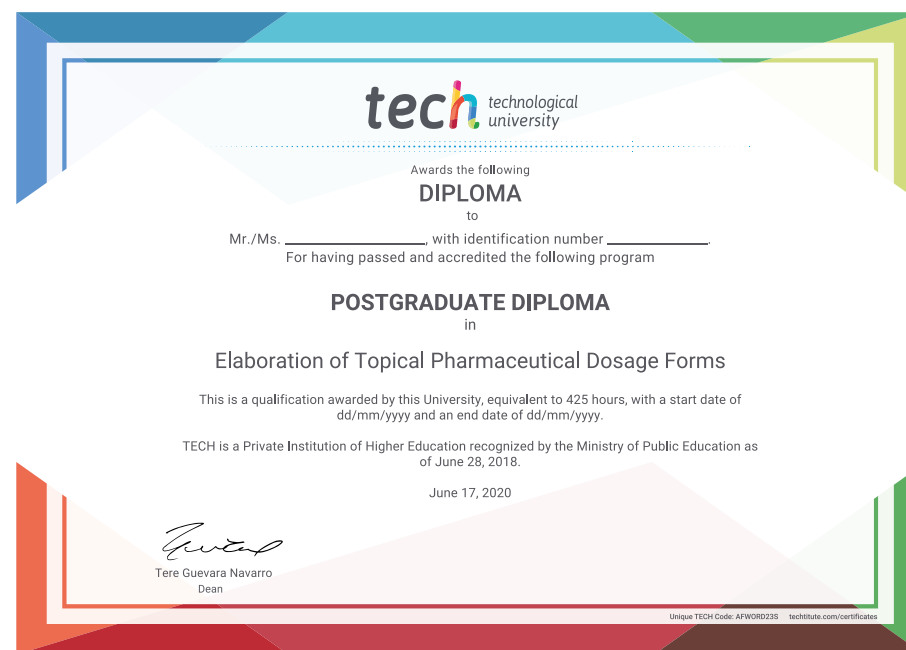 tech technological
university
Awards the following
DIPLOMA
to
Mr./Ms. ________________, with identification number ____________.
For having passed and accredited the following program
POSTGRADUATE DIPLOMA
in
Elaboration of Topical Pharmaceutical Dosage Forms
This is a qualification awarded by this University, equivalent to 425 hours, with a start date of
dd/mm/yyyy and an end date of dd/mm/yyyy.
TECH is a Private Institution of Higher Education recognized by the Ministry of Public Education as
of June 28, 2018.
June 17, 2020
Tere Guevara Navarro
Dean
Unique TECH Code: AFWORD23S techtitute.com/certificates